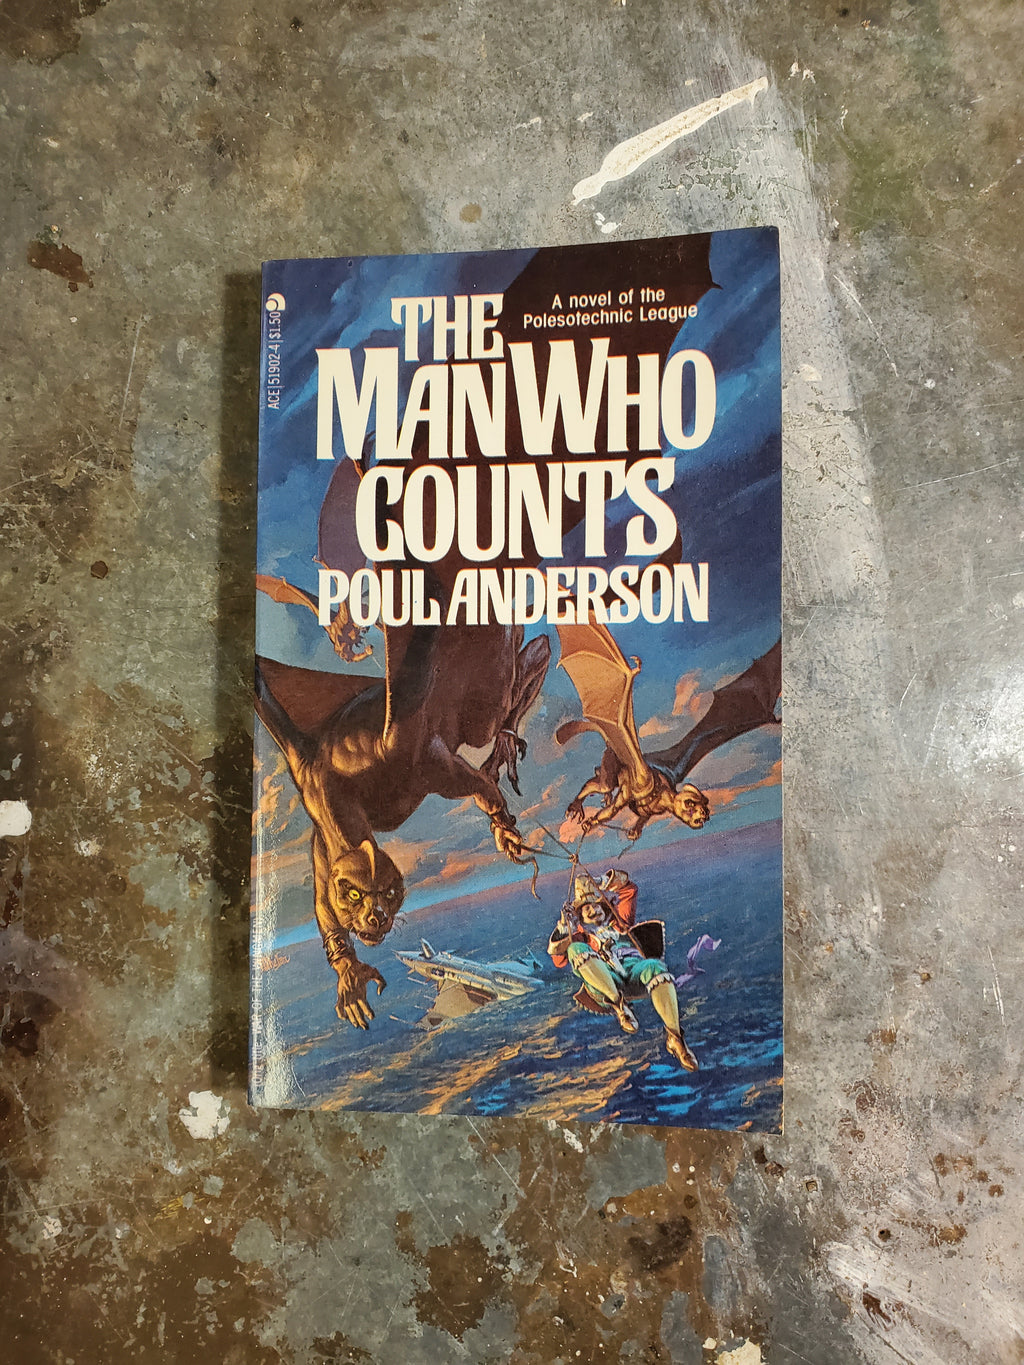 ACE|51902-4|$1.50
A novel of the
Polesotechnic League
THE
MAN WHO
COUNTS
POUL ANDERSON